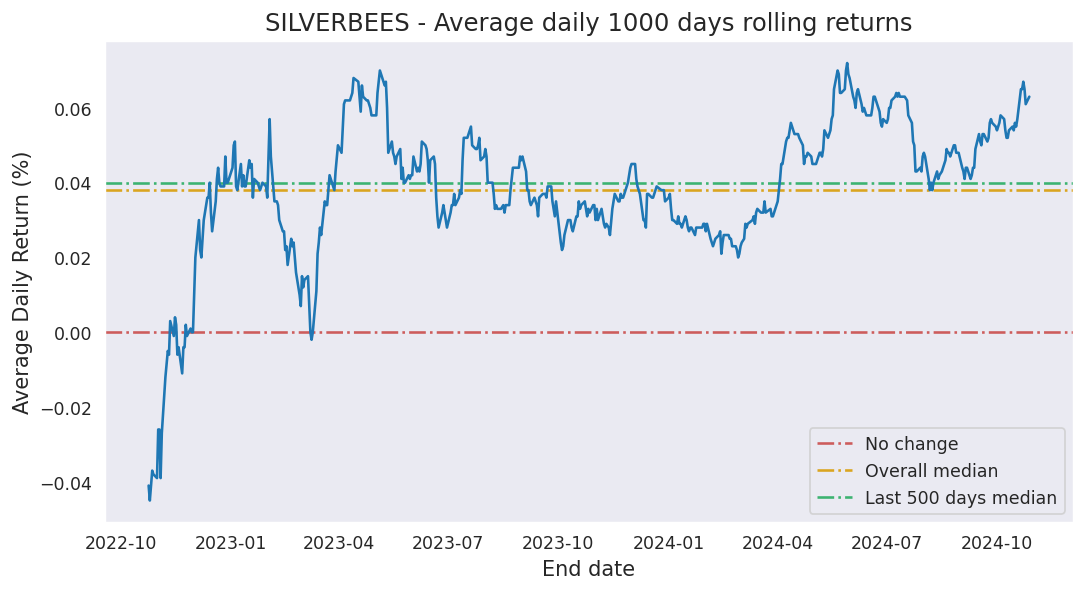 SILVERBEES - Average daily 1000 days rolling returns
Average Daily Return (%)
0.06
0.04
0.02
0.00
−0.02
−0.04
No change
Overall median
Last 500 days median
2022-10 2023-01 2023-04 2023-07 2023-10 2024-01 2024-04 2024-07 2024-10
End date